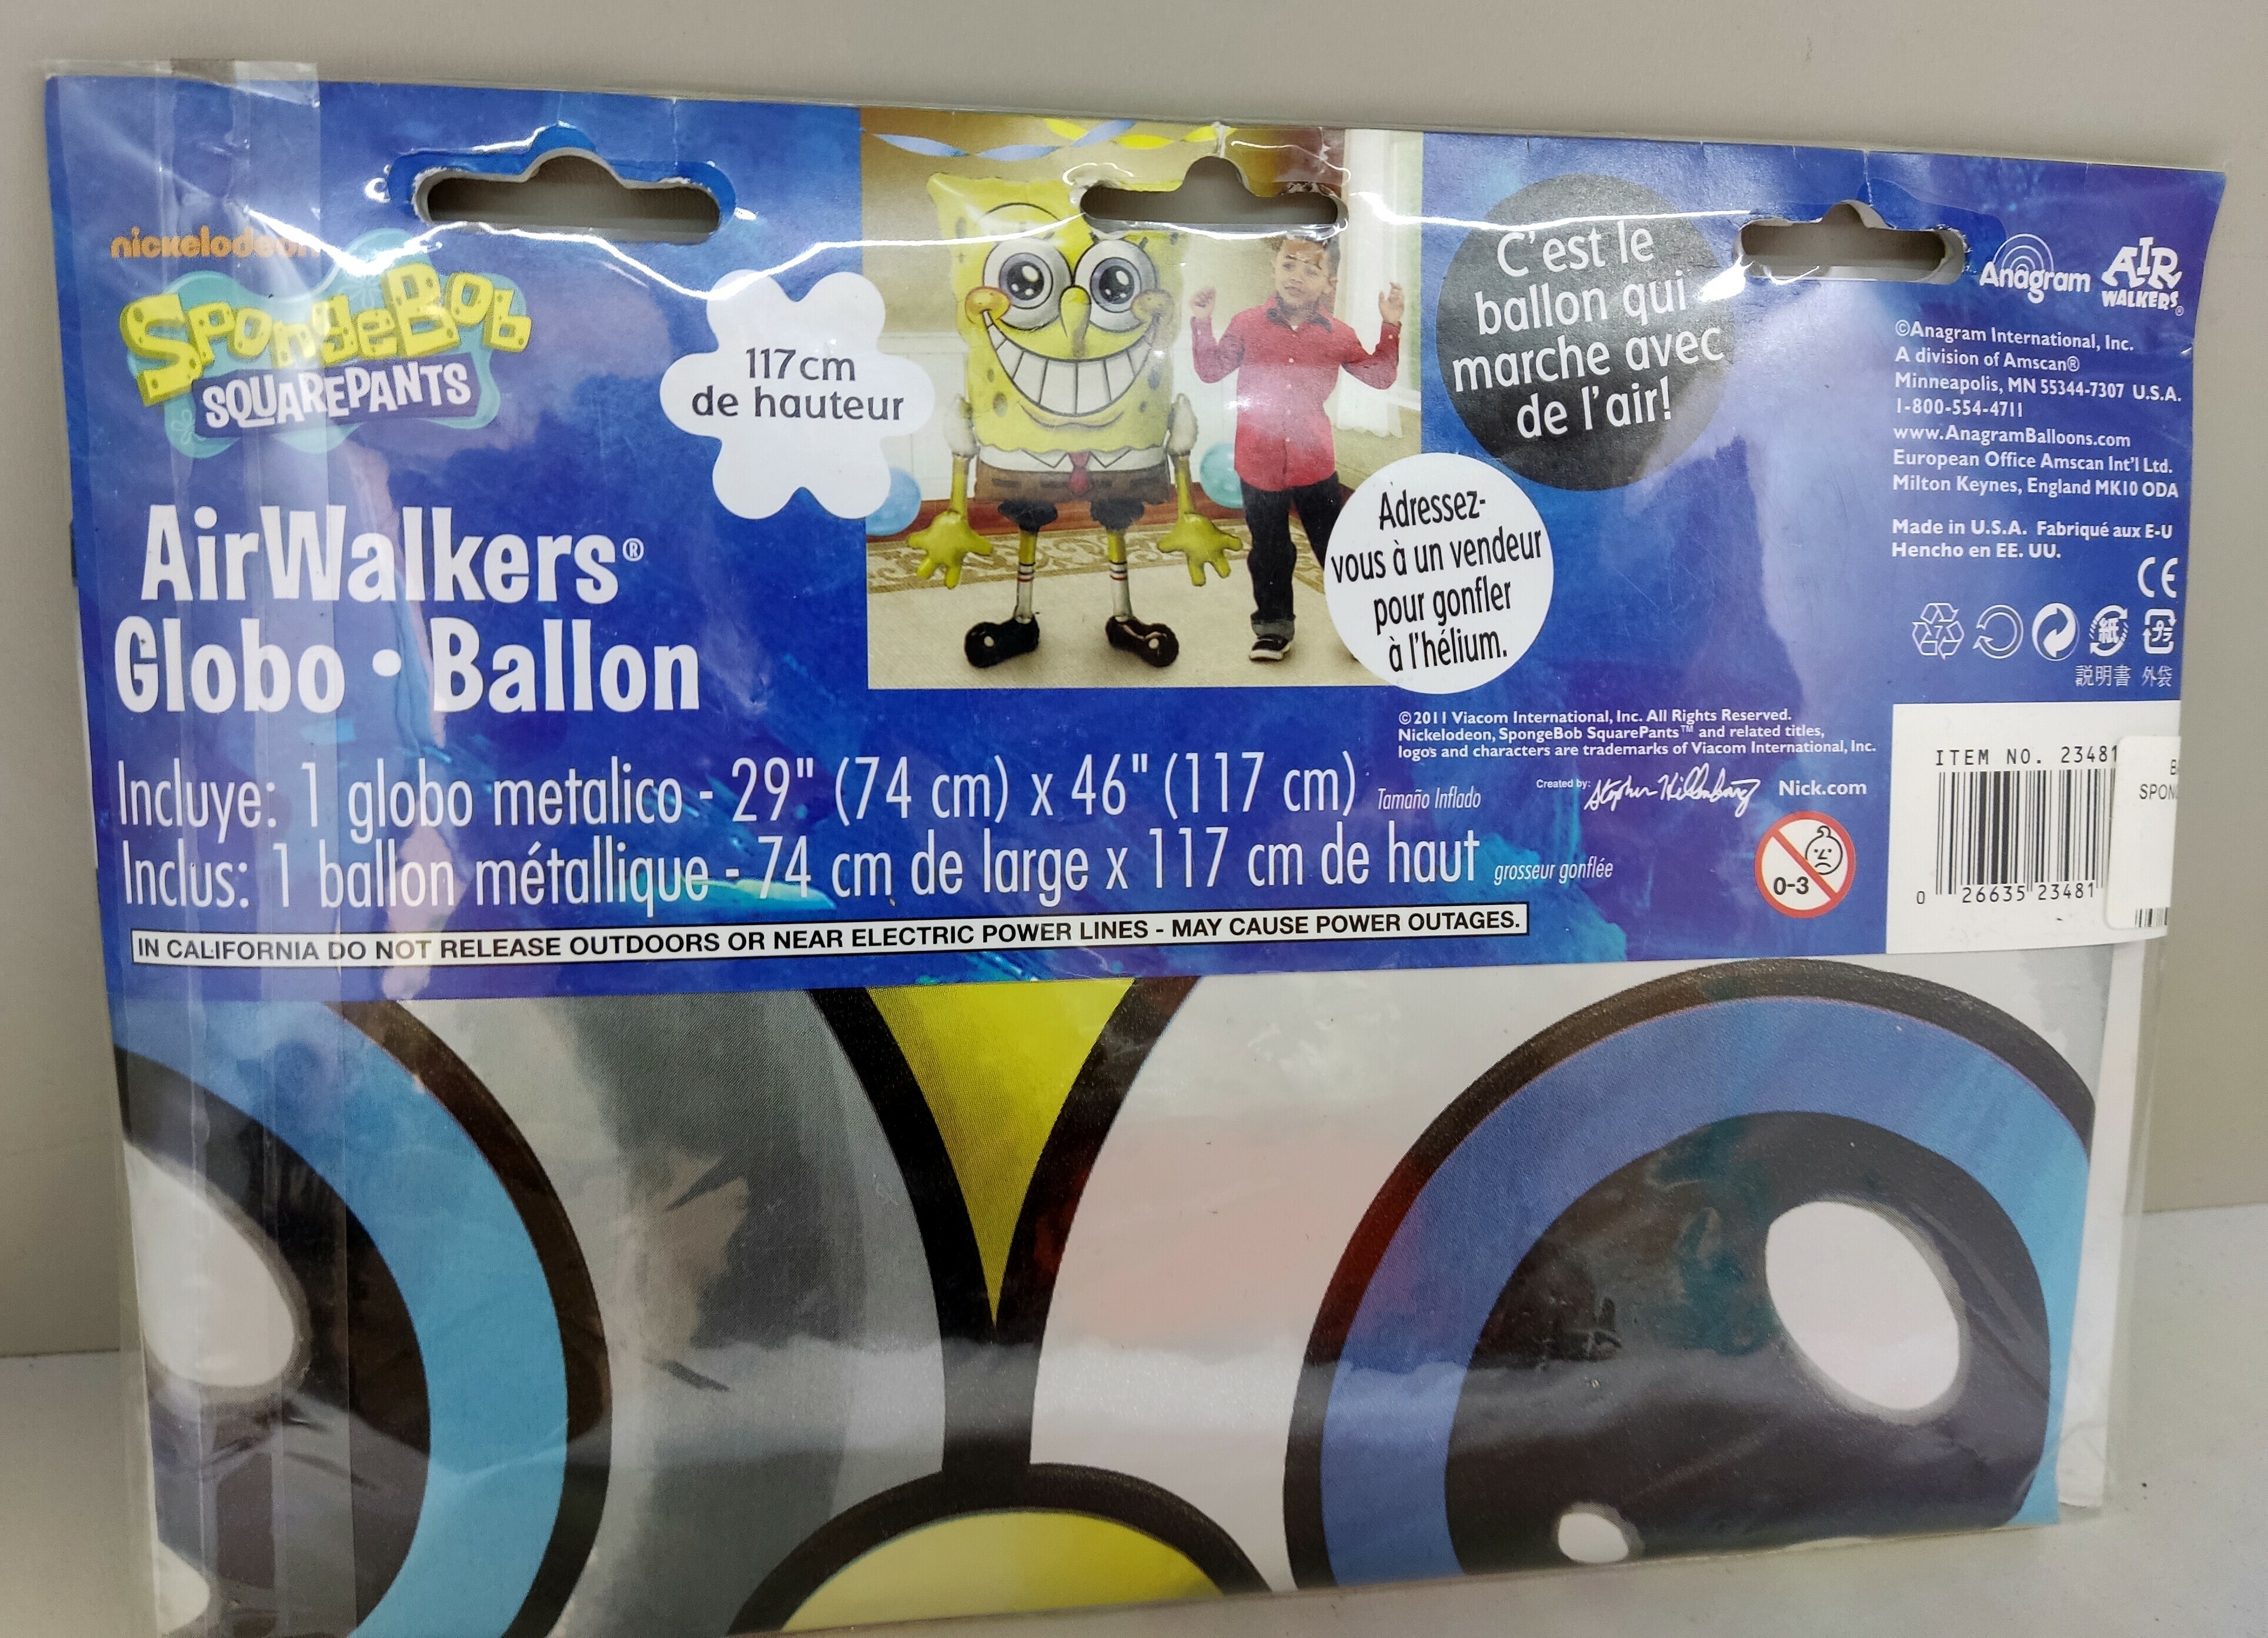 nickelodeon
SpongeBob
SQUAREPANTS
AirWalkers®
Globo • Ballon
117cm
de hauteur
C'est le
ballon qui
marche avec
de l'air!
Adressez-
vous à un vendeur
pour gonfler
à l'hélium.
Anagram
AIR
WALKERS®
©Anagram International, Inc.
A division of Amscan®
Minneapolis, MN 55344-7307 U.S.A.
1-800-554-4711
www.AnagramBalloons.com
European Office Amscan Int'l Ltd.
Milton Keynes, England MK10 ODA
Made in U.S.A. Fabriqué aux E-U
Hencho en EE. UU.
CE
7 紙 プラ
説明書 外袋
©2011 Viacom International, Inc. All Rights Reserved.
Nickelodeon, SpongeBob SquarePants™ and related titles,
logos and characters are trademarks of Viacom International, Inc.
Created by: Stephen Hillenburg Nick.com
Incluye: 1 globo metalico - 29" (74 cm) x 46" (117 cm) Tamaño Inflado
Inclus: 1 ballon métallique - 74 cm de large x 117 cm de haut grosseur gonflée
IN CALIFORNIA DO NOT RELEASE OUTDOORS OR NEAR ELECTRIC POWER LINES - MAY CAUSE POWER OUTAGES.
0-3
ITEM NO. 23481
0 26635 23481